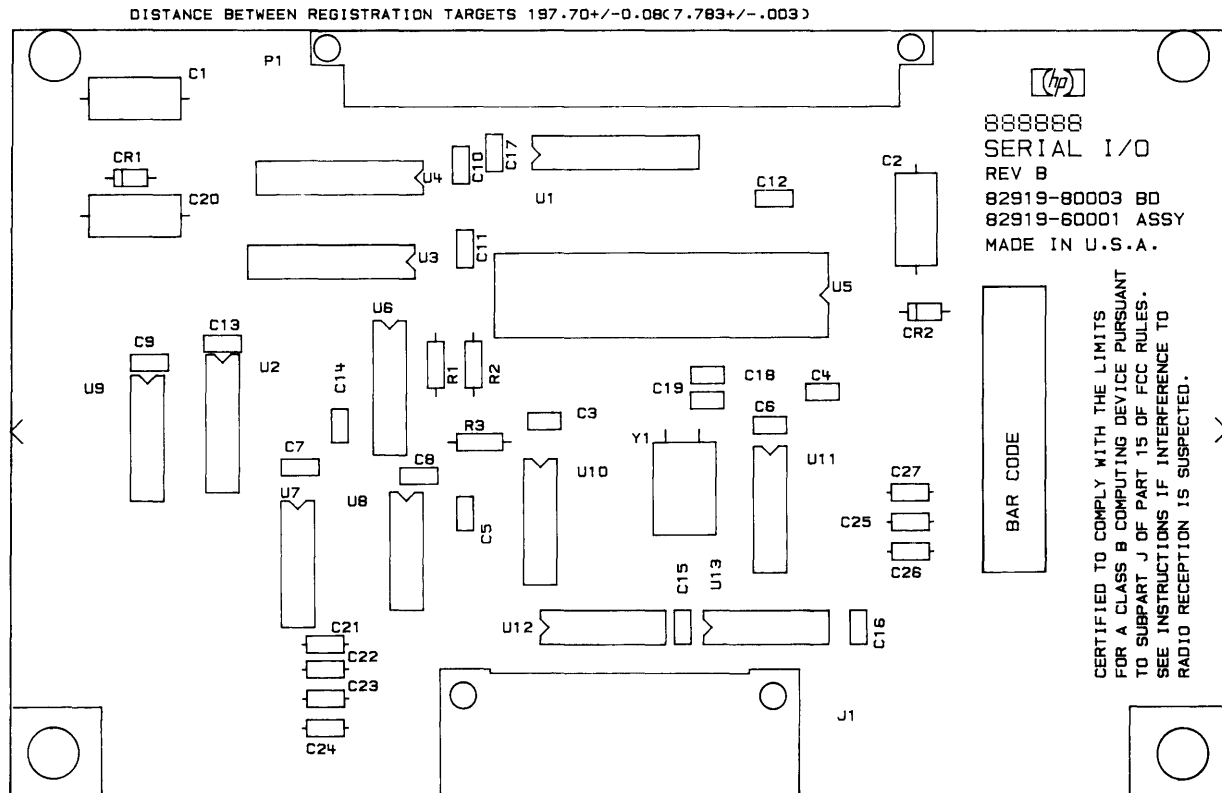 DISTANCE BETWEEN REGISTRATION TARGETS 197.70+/-0.08(7.783+/-.003)
P1
C1
hp
888888
SERIAL I/O
REV B
82919-80003 BD
82919-60001 ASSY
MADE IN U.S.A.
CR1
C20
U4
C10
C17
U1
C12
C2
U3
C11
U5
CR2
C9
C13
U9
U2
U6
C14
R1
R2
C19
C18
C4
C3
C6
C7
C8
R3
Y1
U10
U11
U7
U8
C5
C27
C25
C26
BAR CODE
CERTIFIED TO COMPLY WITH THE LIMITS
FOR A CLASS B COMPUTING DEVICE PURSUANT
TO SUBPART J OF PART 15 OF FCC RULES.
SEE INSTRUCTIONS IF INTERFERENCE TO
RADIO RECEPTION IS SUSPECTED.
C15
U13
U12
C16
C21
C22
C23
C24
J1